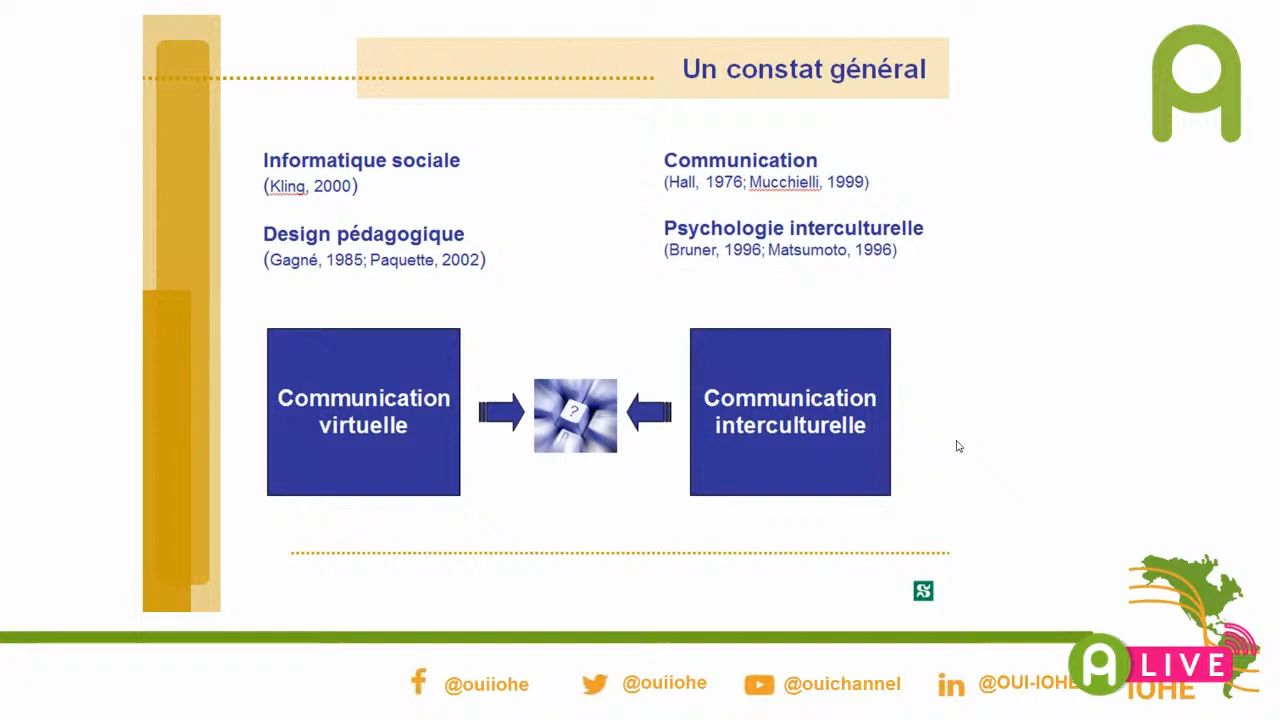 Un constat général
Informatique sociale
(Kling, 2000)
Design pédagogique
(Gagné, 1985; Paquette, 2002)
Communication
(Hall, 1976; Mucchielli, 1999)
Psychologie interculturelle
(Bruner, 1996; Matsumoto, 1996)
Communication
virtuelle
?
Communication
interculturelle
@ouiiohe
@ouiiohe
@ouichannel
@OUI-IOHE
LIVE
IOHE